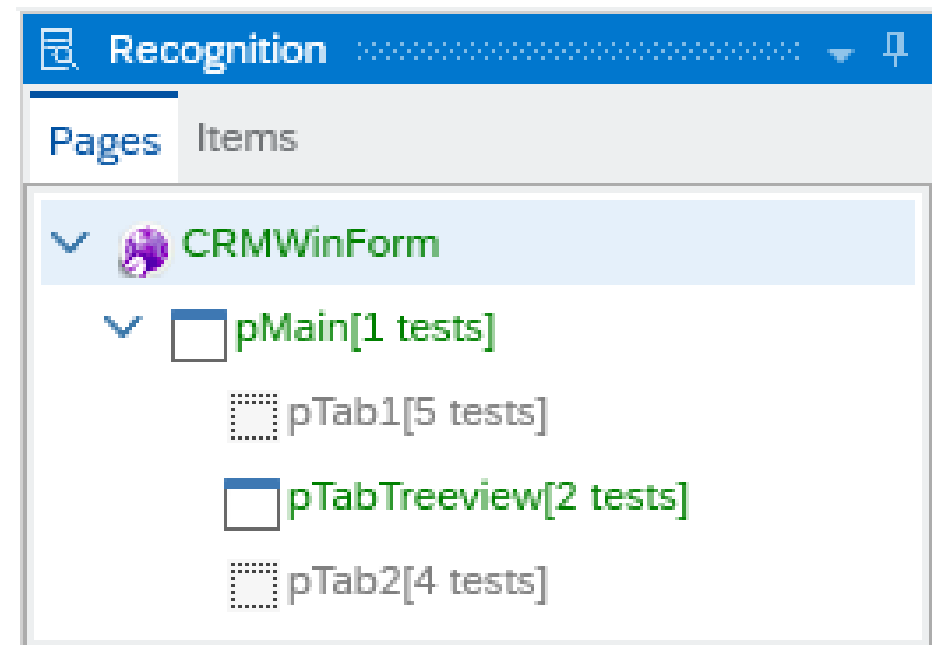 Recognition
Pages Items
CRMWinForm
pMain[1 tests]
pTab1[5 tests]
pTabTreeview[2 tests]
pTab2[4 tests]